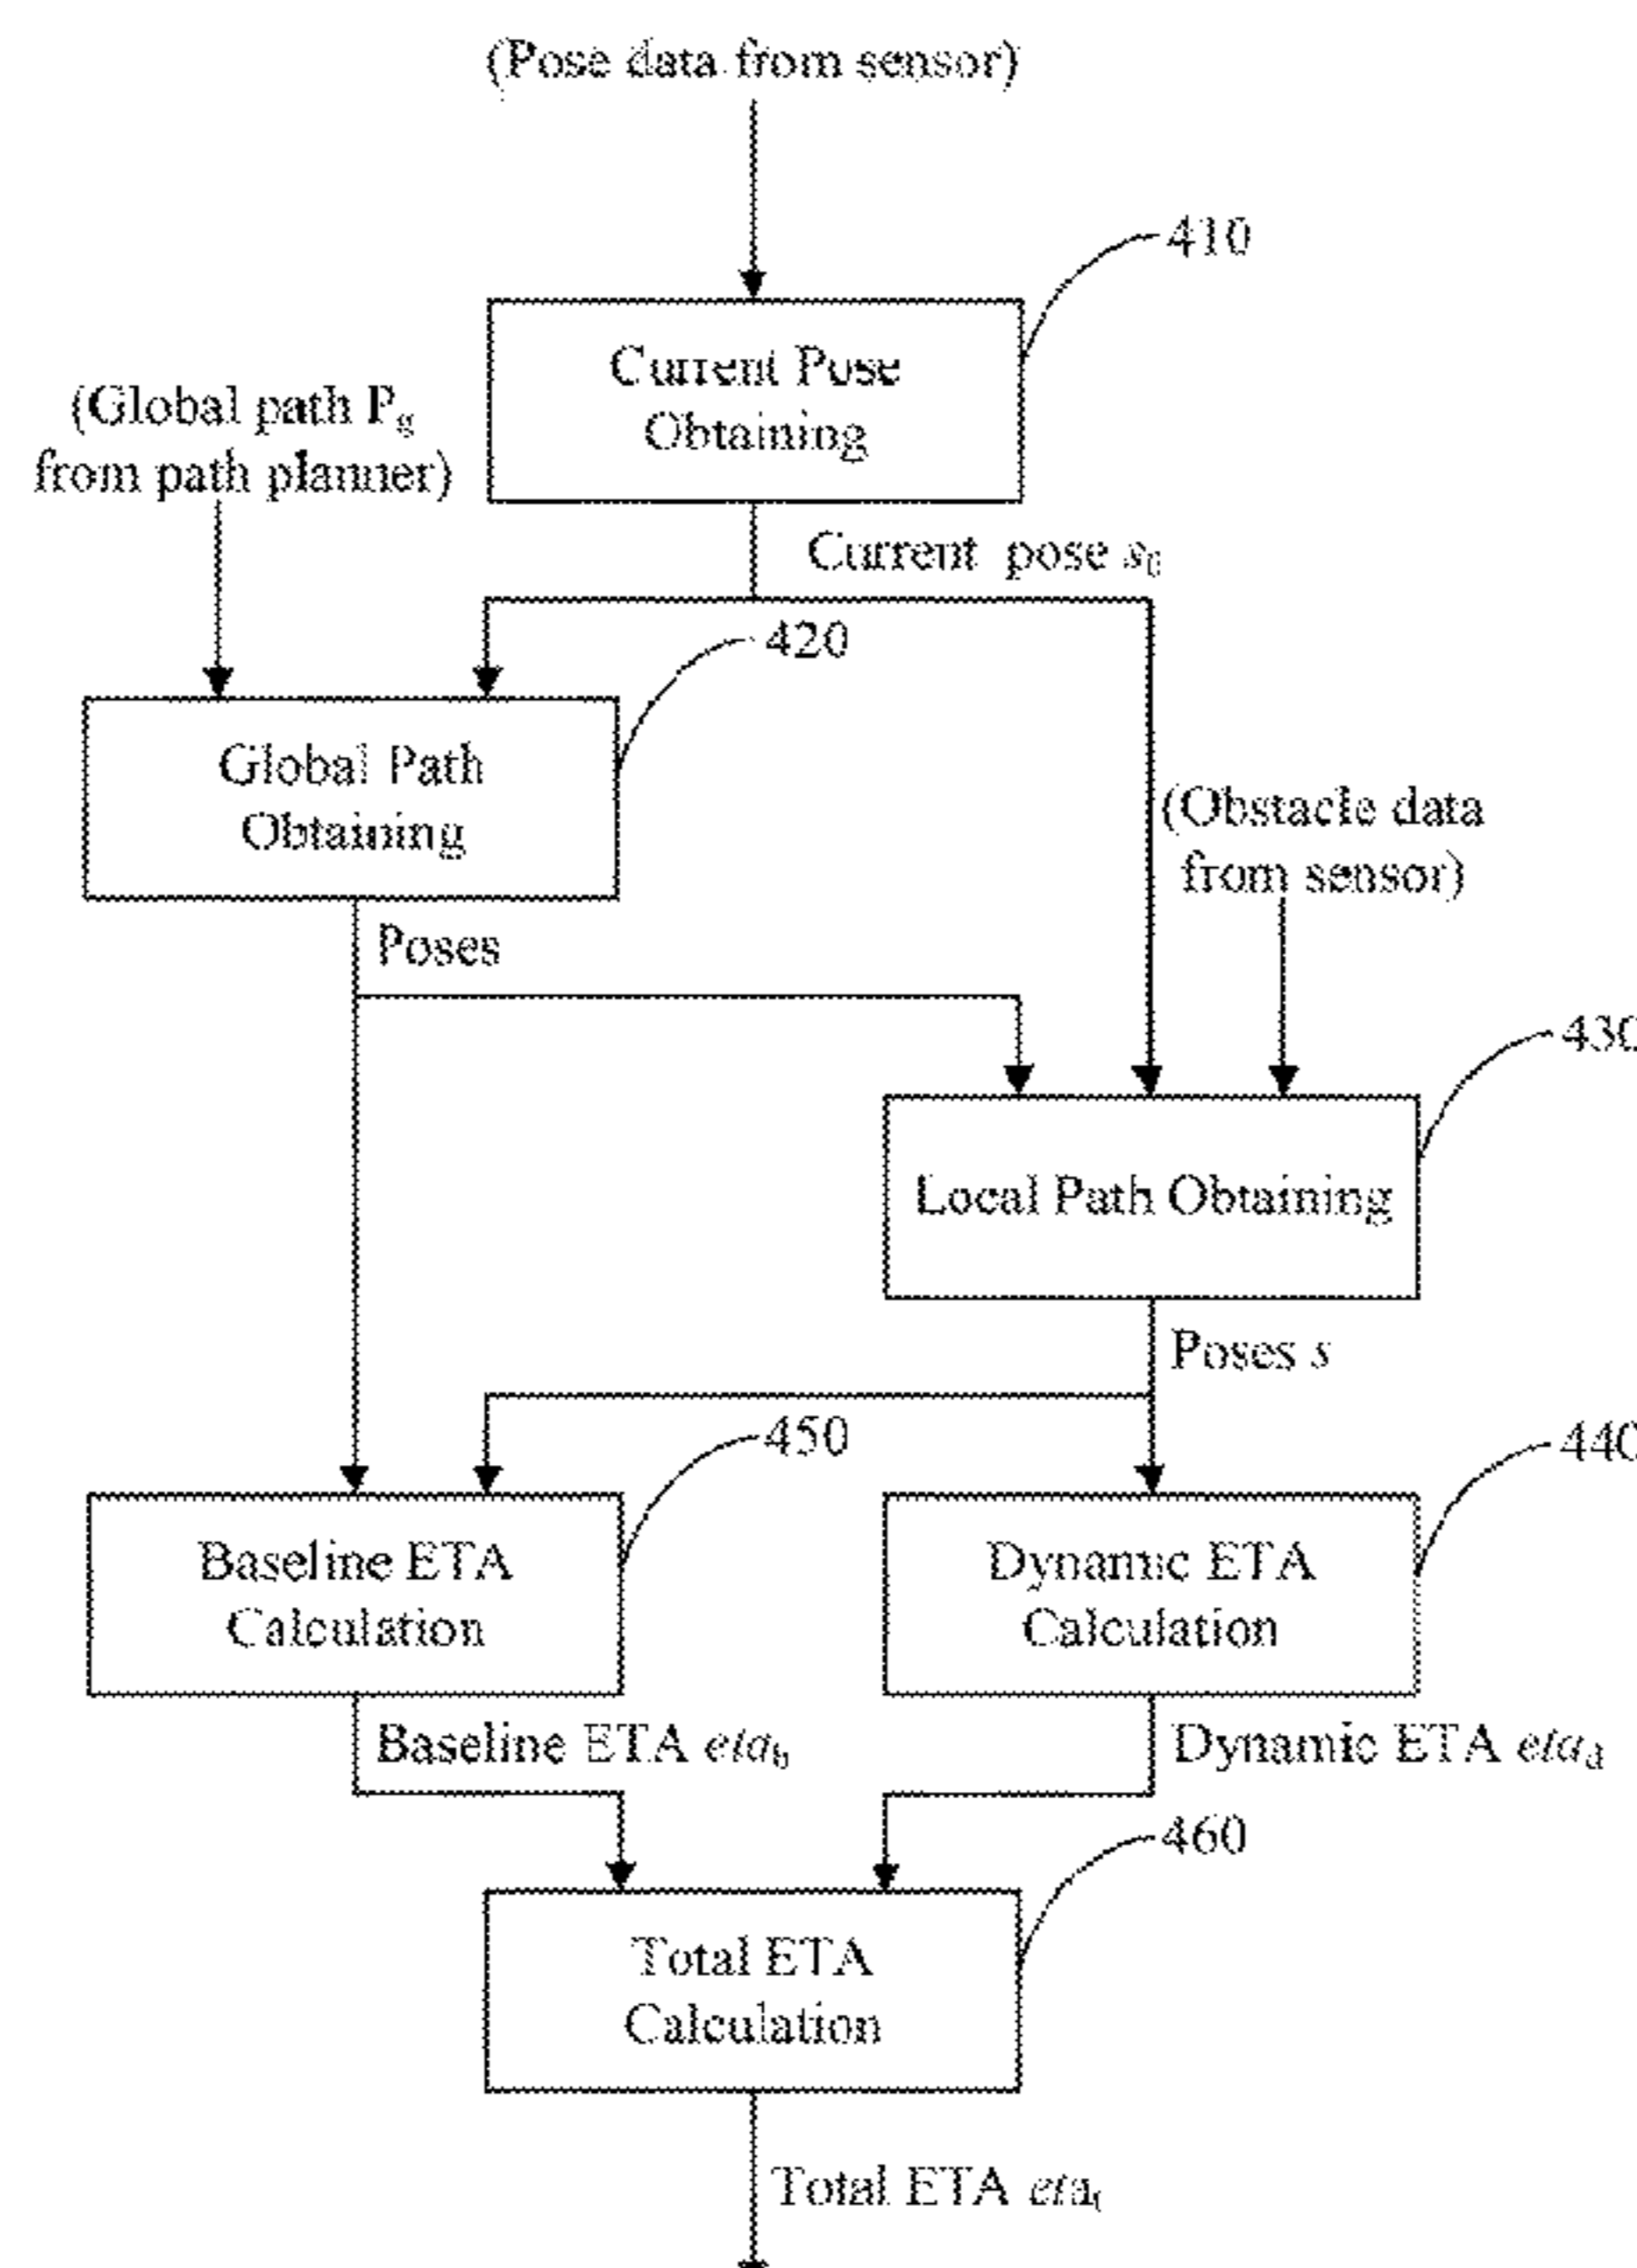 (Pose data from sensor)
410
Current Pose
Obtaining
(Global path Pg
from path planner)
Current pose s0
420
Global Path
Obtaining
(Obstacle data
from sensor)
Poses
430
Local Path Obtaining
Poses s
450
440
Baseline ETA
Calculation
Dynamic ETA
Calculation
Baseline ETA etab
Dynamic ETA etad
460
Total ETA
Calculation
Total ETA etat